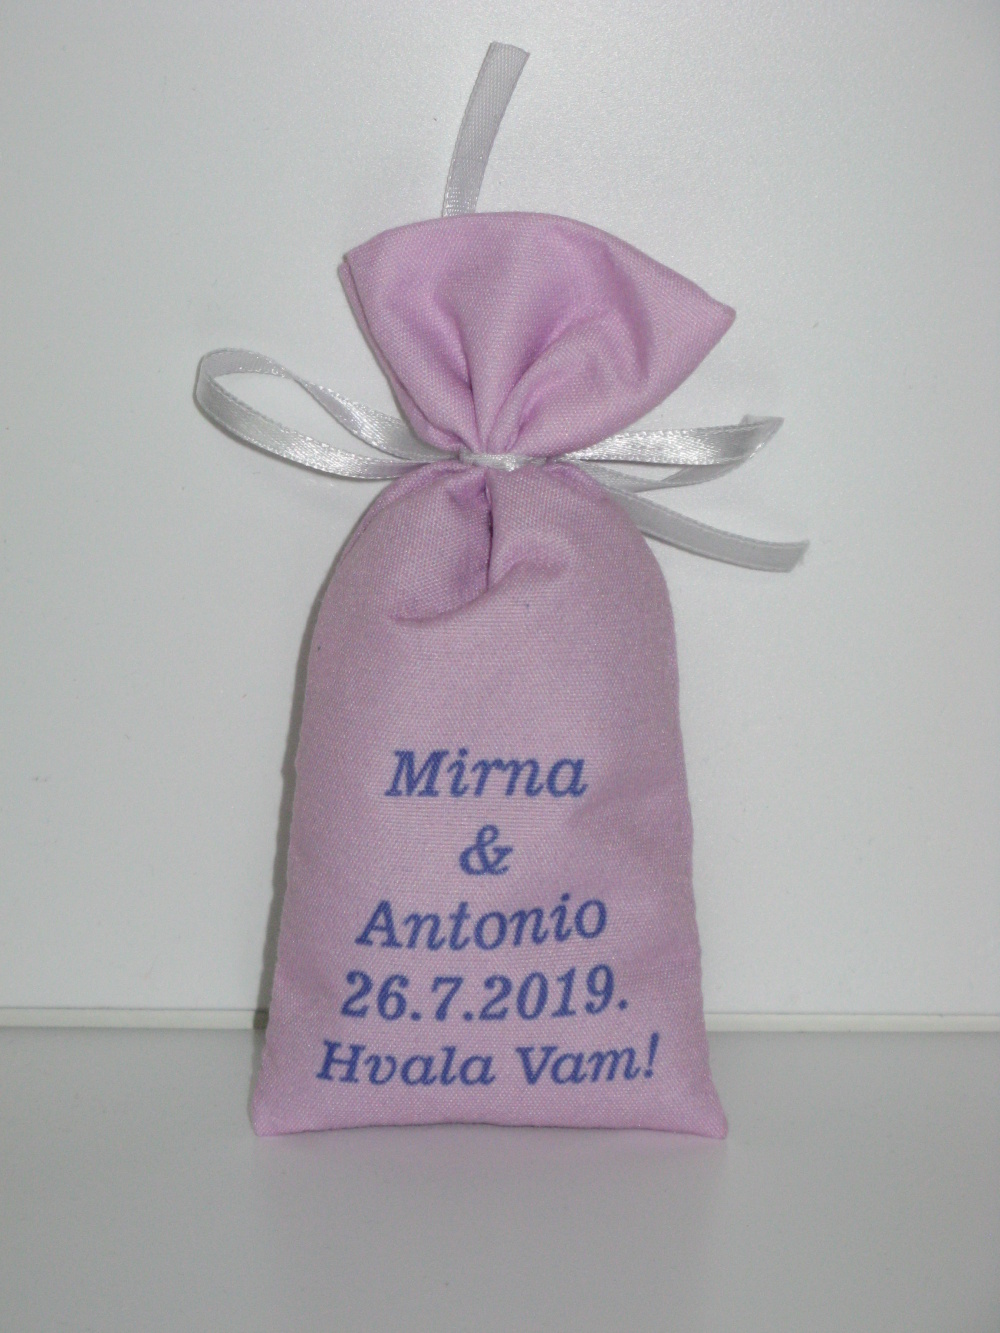 Mirna
&
Antonio
26.7.2019.
Hvala Vam!